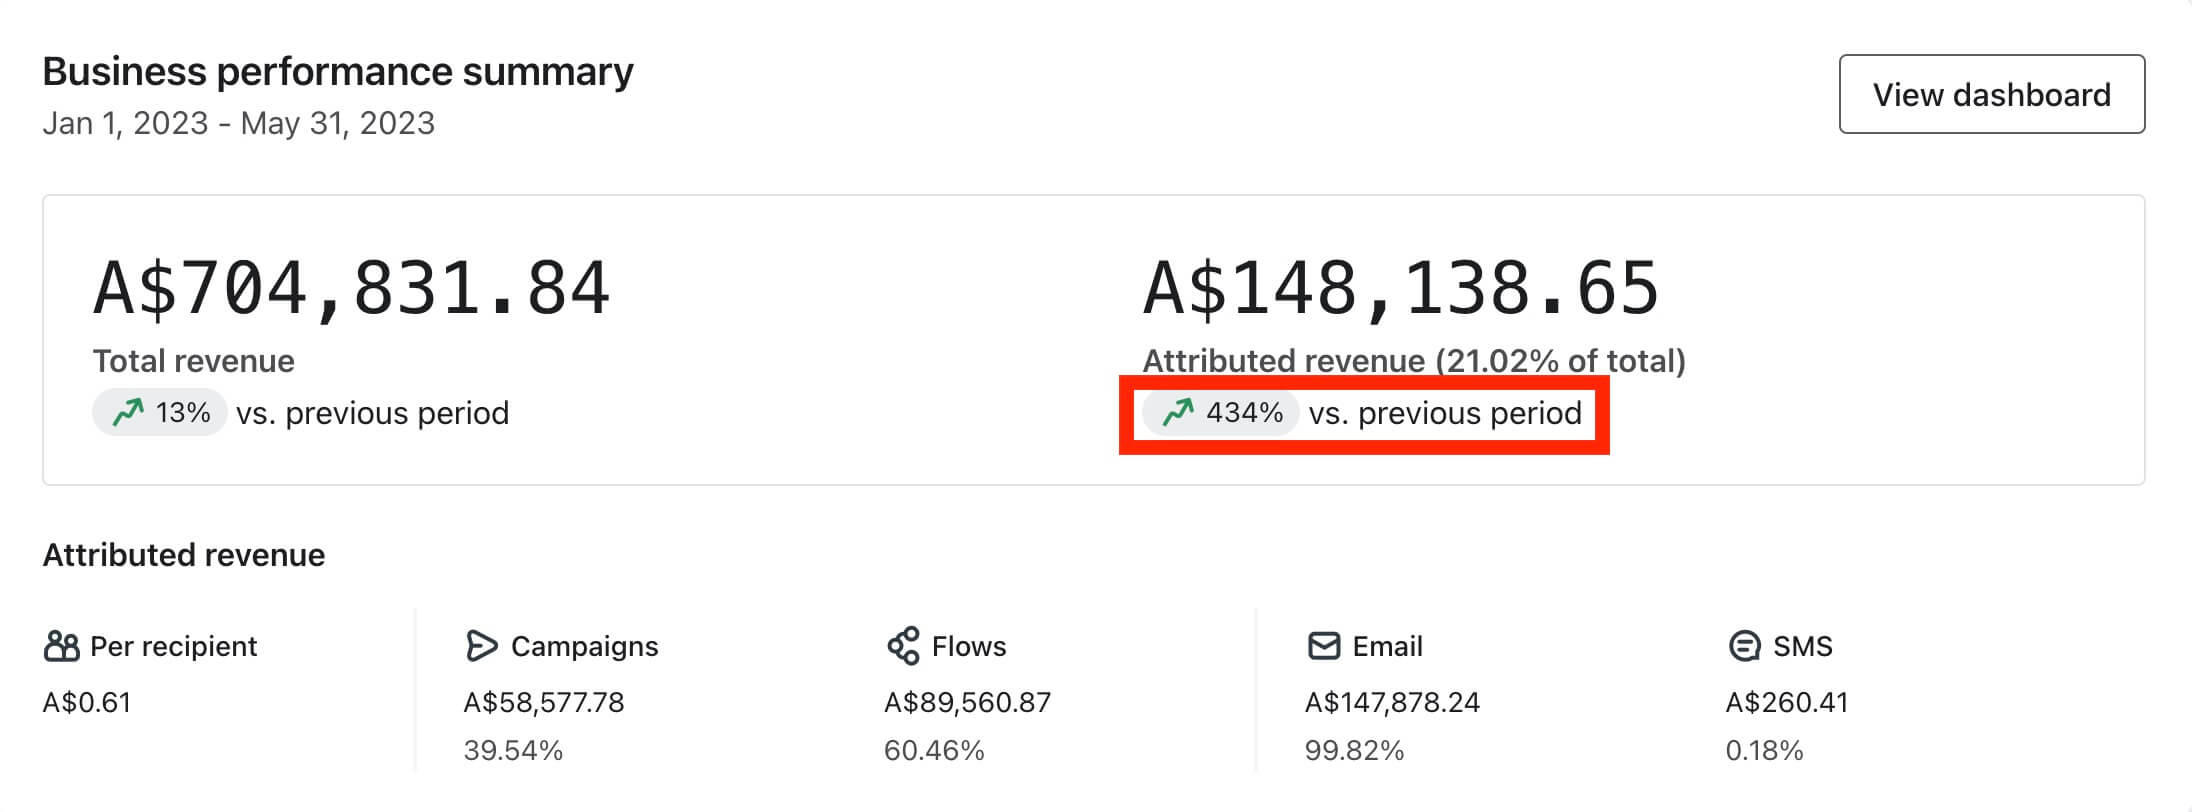 Business performance summary
Jan 1, 2023 - May 31, 2023
View dashboard
A$704,831.84
Total revenue
13% vs. previous period
A$148,138.65
Attributed revenue (21.02% of total)
434% vs. previous period
Attributed revenue
Per recipient
A$0.61
Campaigns
A$58,577.78
39.54%
Flows
A$89,560.87
60.46%
Email
A$147,878.24
99.82%
SMS
A$260.41
0.18%